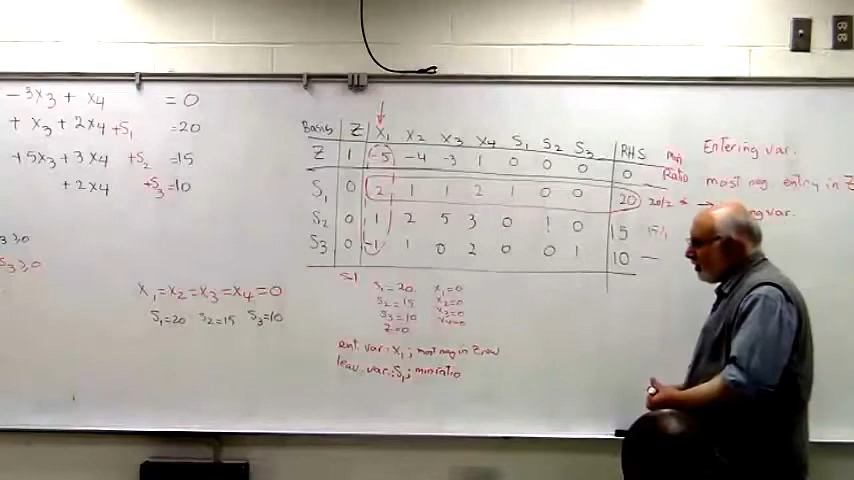 -3x3 + x4 = 0
+ x3 + 2x4 + S1 = 20
+5x3 + 3x4 + S2 = 15
+ 2x4 + S3 = 10
≥0
S3 ≥0
x1 = x2 = x3 = x4 = 0
S1=20 S2=15 S3=10
Basis Z x1 x2 x3 x4 S1 S2 S3 RHS
Z 1 -5 -4 -3 1 0 0 0 0
S1 0 2 1 1 2 1 0 0 20
S2 0 1 2 5 3 0 1 0 15
S3 0 -1 1 0 2 0 0 1 10
Min Ratio
20/2
15/1
—
S1=20 x1=0
S2=15 x2=0
S3=10 x3=0
Z=0 x4=0
ent. var: x1; most neg in Z row
leav. var: S1; min ratio
Entering var.
most neg. entry in Z
var.